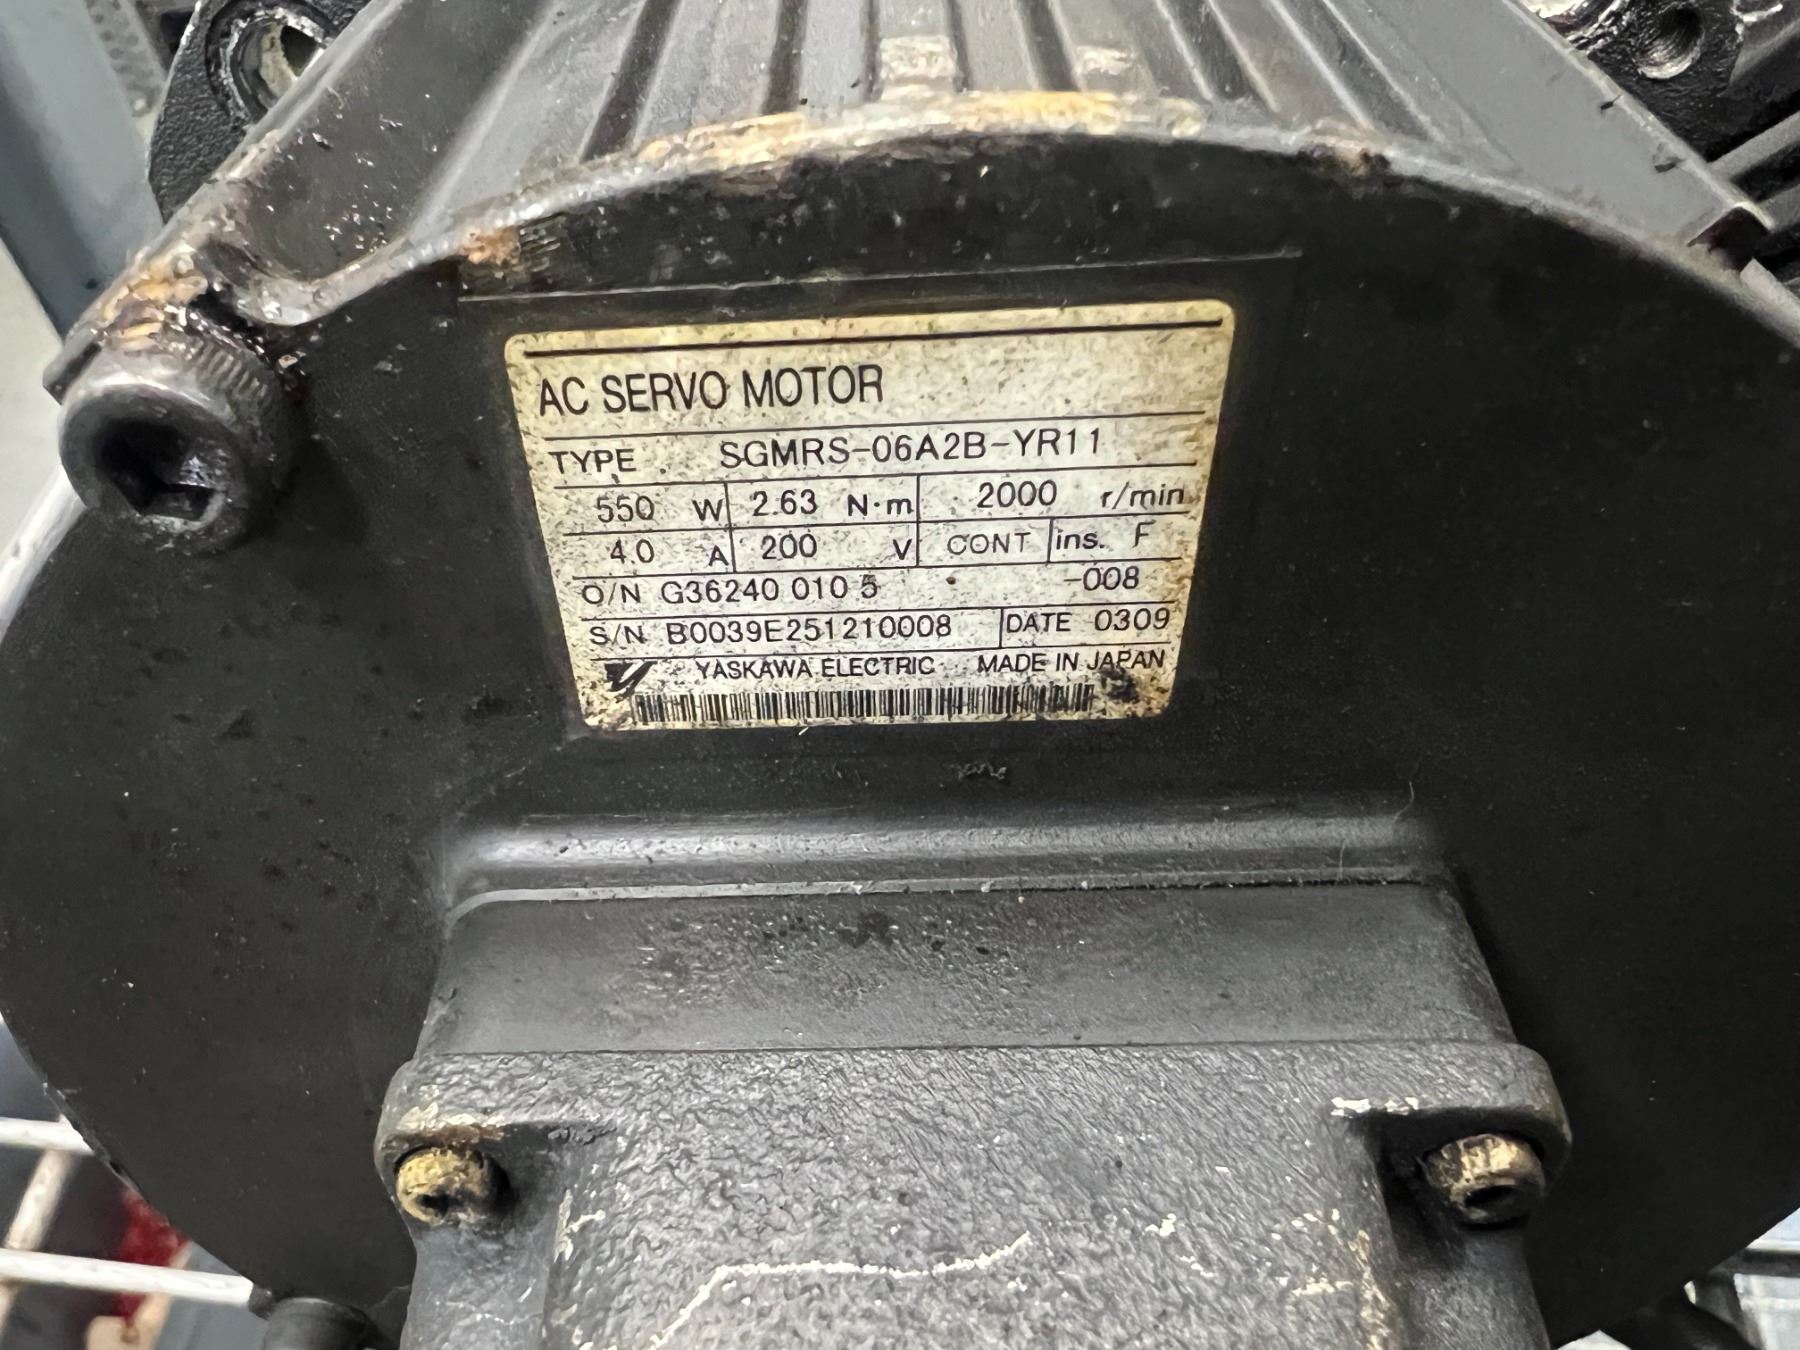 AC SERVO MOTOR
TYPE SGMRS-06A2B-YR11
550 W 2.63 N·m 2000 r/min
4.0 A 200 V CONT ins. F
O/N G36240 010 5 -008
S/N B0039E251210008 DATE 0309
YASKAWA ELECTRIC MADE IN JAPAN